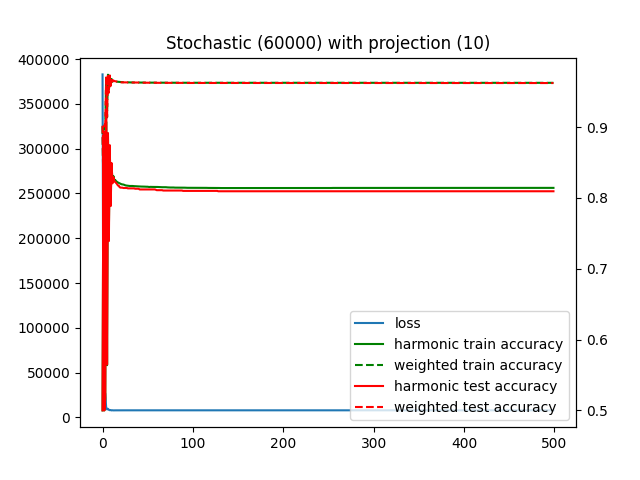 Stochastic (60000) with projection (10)
400000
350000
300000
250000
200000
150000
100000
50000
0
0.9
0.8
0.7
0.6
0.5
loss
harmonic train accuracy
weighted train accuracy
harmonic test accuracy
weighted test accuracy
0 100 200 300 400 500